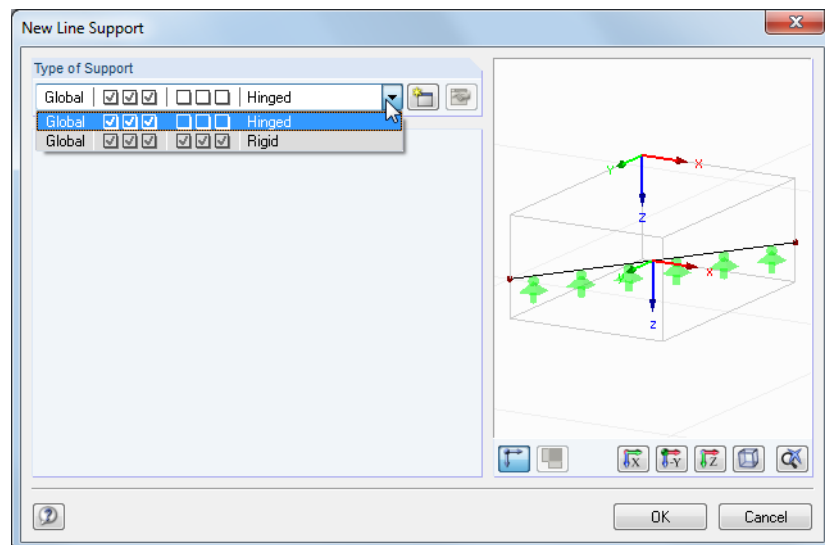 New Line Support
Type of Support
Global Hinged
Global Hinged
Global Rigid
Y X
Z
Y X
Z
X -Y Z
OK Cancel